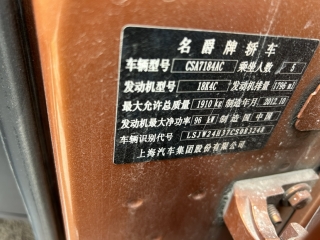 名爵牌轿车
车辆型号 CSA7184AC 乘坐人数 5
发动机型号 18K4C 发动机排量 1796 ml
最大允许总质量 1910 kg 制造年月 2012.10
发动机最大净功率 96 kW 制造国 中国
车辆识别代号
上海汽车集团股份有限公司